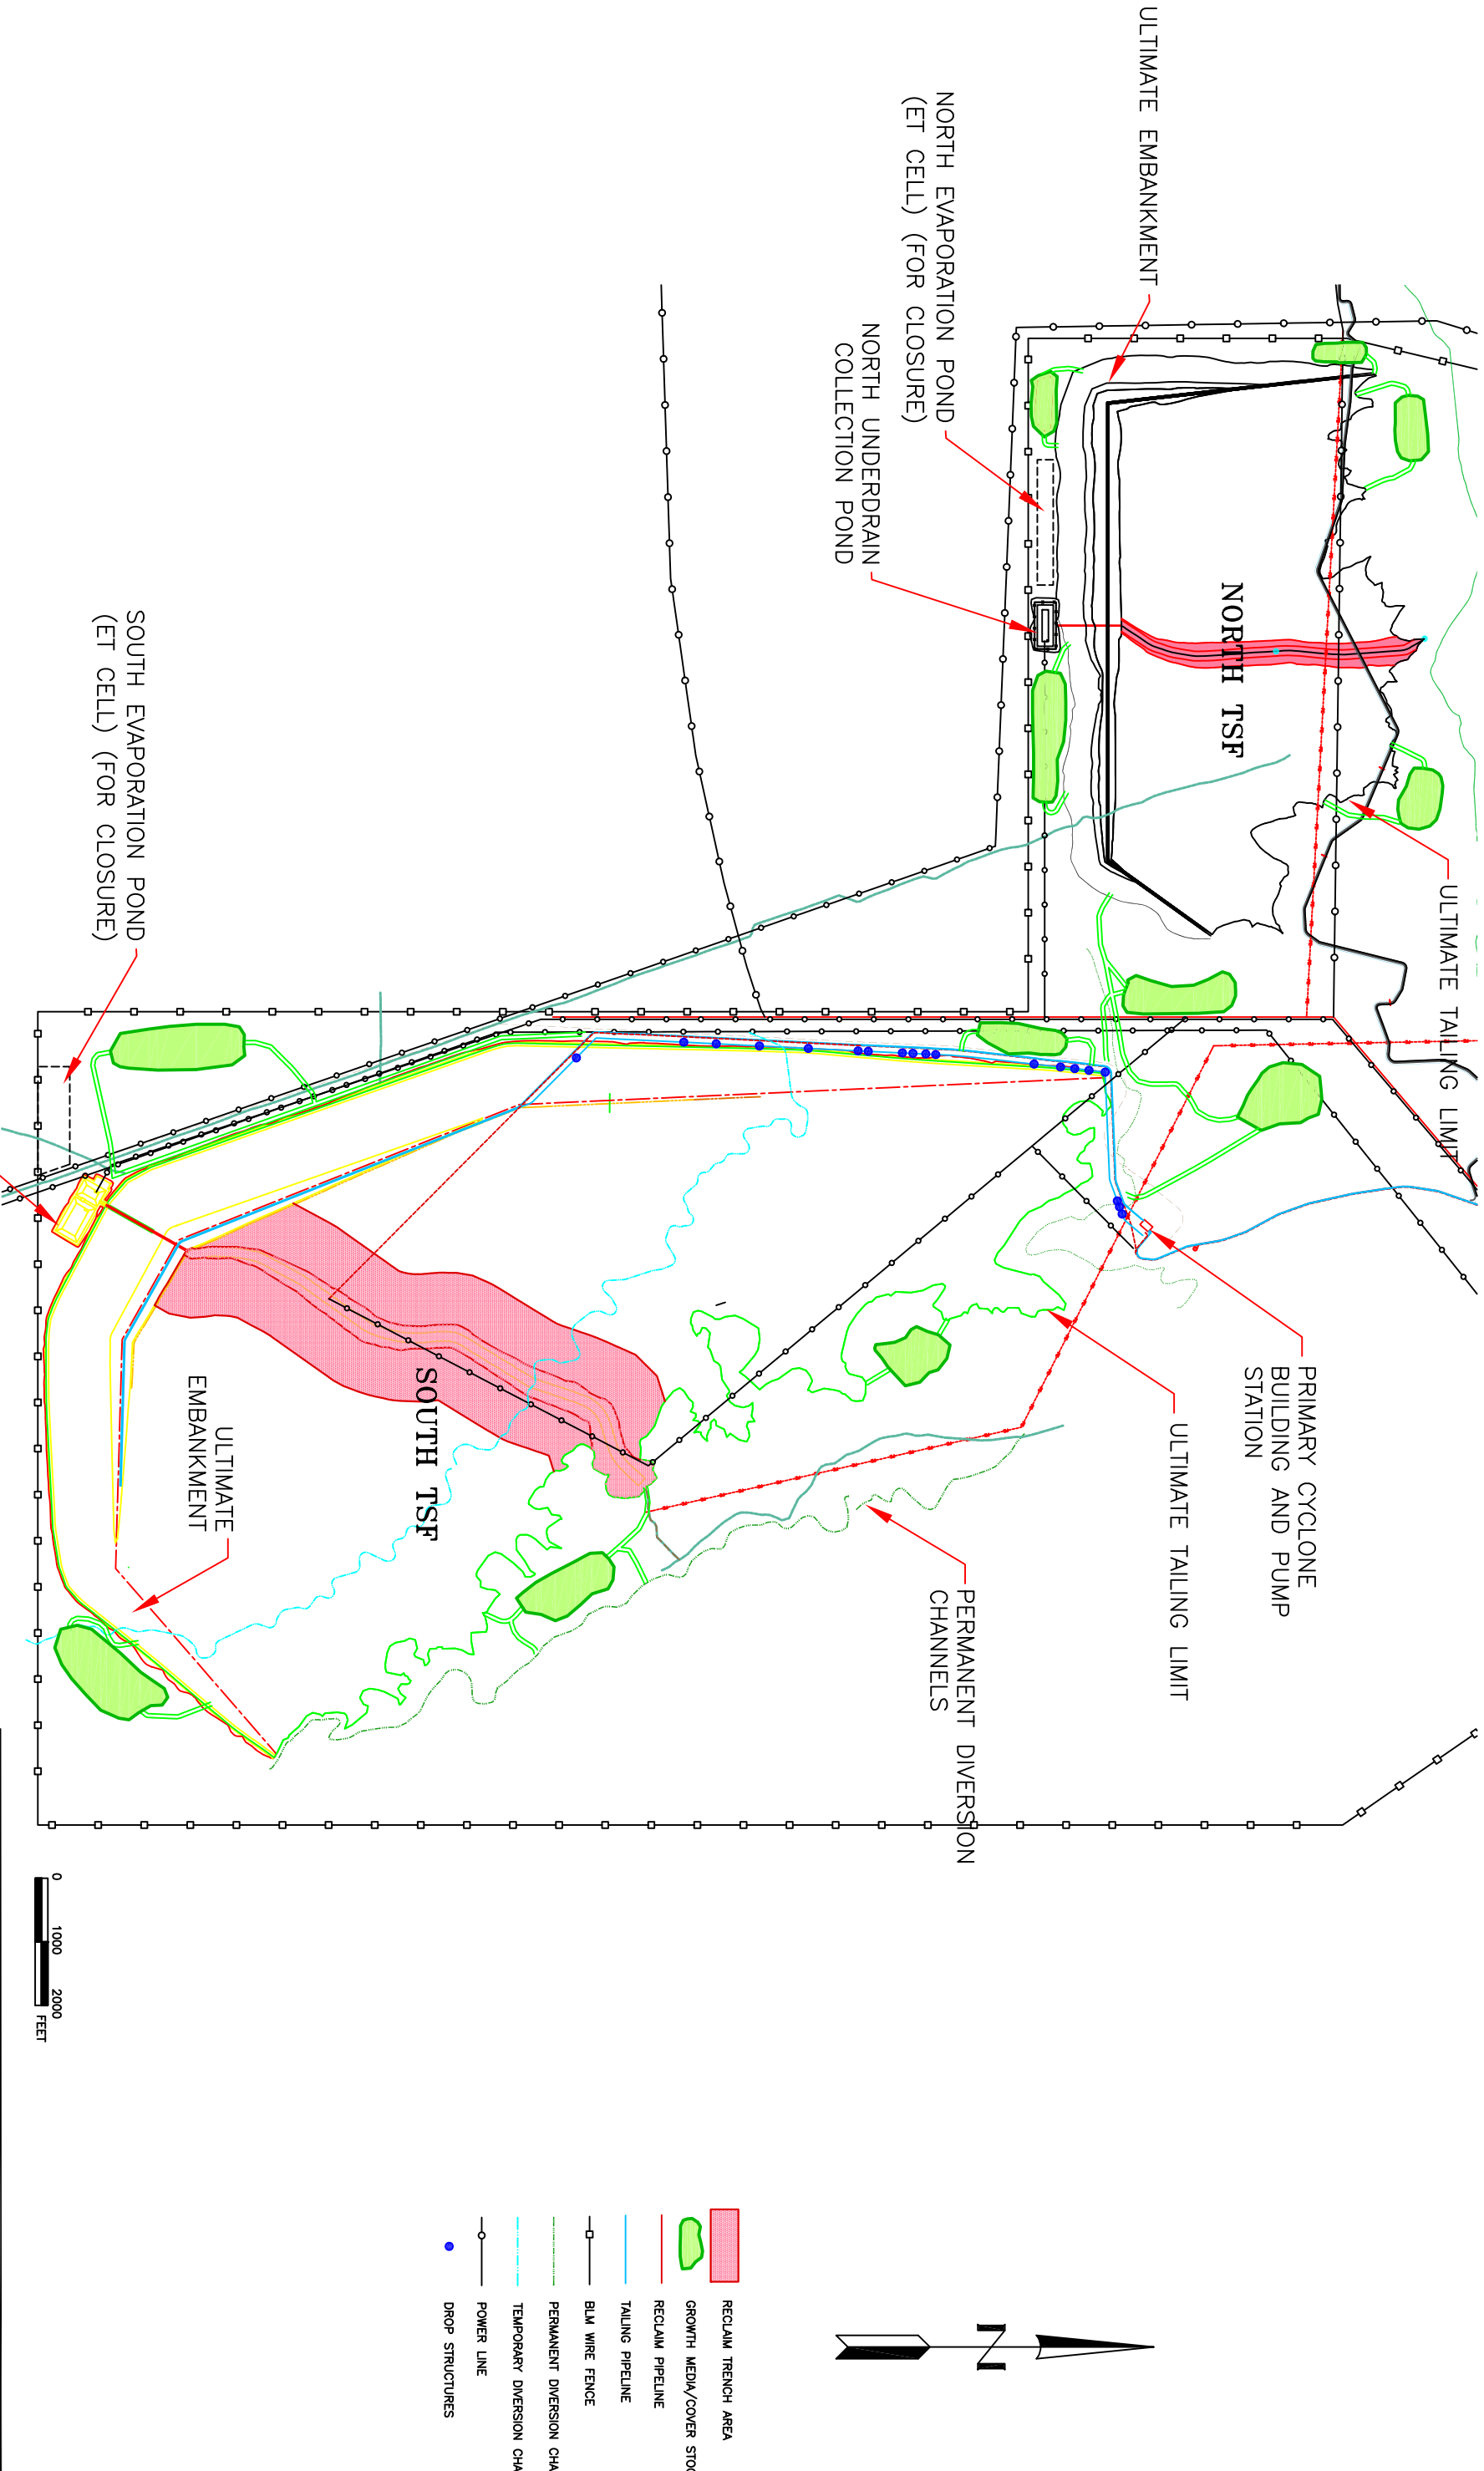 ULTIMATE EMBANKMENT
NORTH EVAPORATION POND
(ET CELL) (FOR CLOSURE)
NORTH UNDERDRAIN
COLLECTION POND
NORTH TSF
ULTIMATE TAILING LIMIT
SOUTH EVAPORATION POND
(ET CELL) (FOR CLOSURE)
PRIMARY CYCLONE
BUILDING AND PUMP
STATION
ULTIMATE TAILING LIMIT
PERMANENT DIVERSION
CHANNELS
SOUTH TSF
ULTIMATE
EMBANKMENT
0 1000 2000
FEET
N
RECLAIM TRENCH AREA
GROWTH MEDIA/COVER STOC
RECLAIM PIPELINE
TAILING PIPELINE
BLM WIRE FENCE
PERMANENT DIVERSION CHA
TEMPORARY DIVERSION CHA
POWER LINE
DROP STRUCTURES